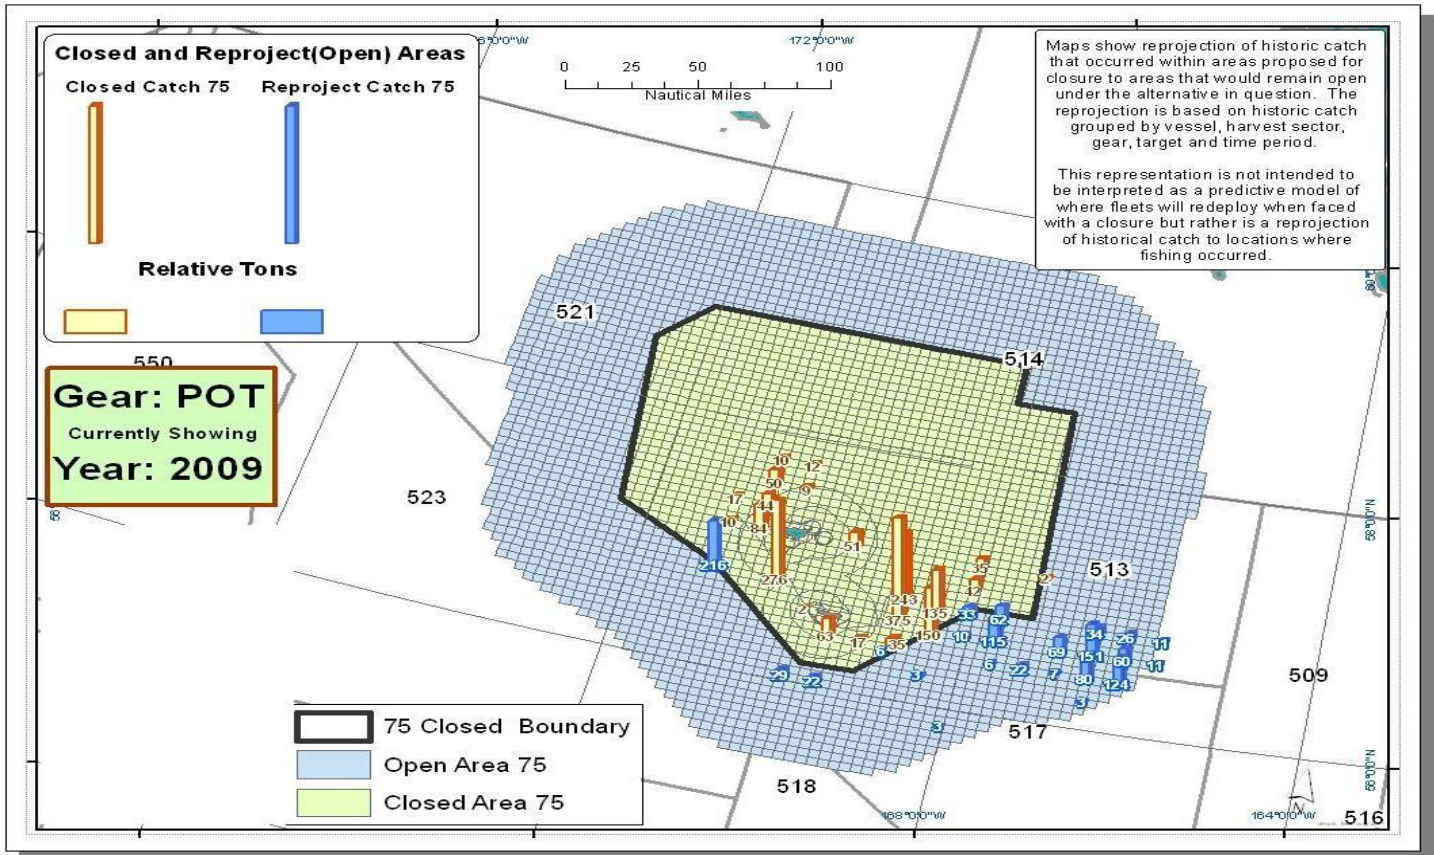 Closed and Reproject(Open) Areas
Closed Catch 75
Reproject Catch 75
Relative Tons
550
Gear: POT
Currently Showing
Year: 2009
172°0'0"W
0 25 50 100
Nautical Miles
Maps show reprojection of historic catch
that occurred within areas proposed for
closure to areas that would remain open
under the alternative in question. The
reprojection is based on historic catch
grouped by vessel, harvest sector,
gear, target and time period.
This representation is not intended to
be interpreted as a predictive model of
where fleets will redeploy when faced
with a closure but rather is a reprojection
of historical catch to locations where
fishing occurred.
521
514
523
513
10
12
50
9
17
44
10
84
51
276
216
35
2
42
243
135
375
2
63
150
17
35
33
62
6
10
115
69
34
26
11
151
60
11
6
22
7
80
124
29
22
3
3
3
509
517
518
516
58°0'0"N
56°0'0"N
168°0'0"W
164°0'0"W
N
75 Closed Boundary
Open Area 75
Closed Area 75